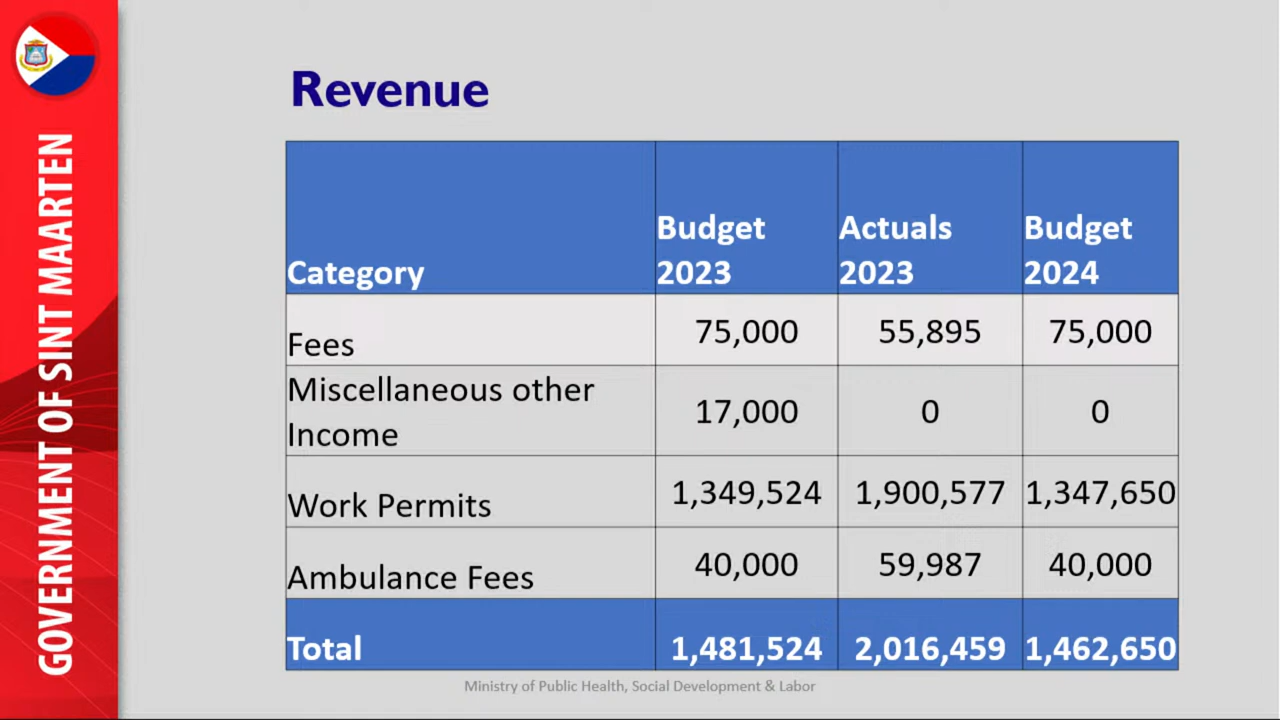 GOVERNMENT OF SINT MAARTEN
Revenue
Category Budget 2023 Actuals 2023 Budget 2024
Fees 75,000 55,895 75,000
Miscellaneous other Income 17,000 0 0
Work Permits 1,349,524 1,900,577 1,347,650
Ambulance Fees 40,000 59,987 40,000
Total 1,481,524 2,016,459 1,462,650
Ministry of Public Health, Social Development & Labor